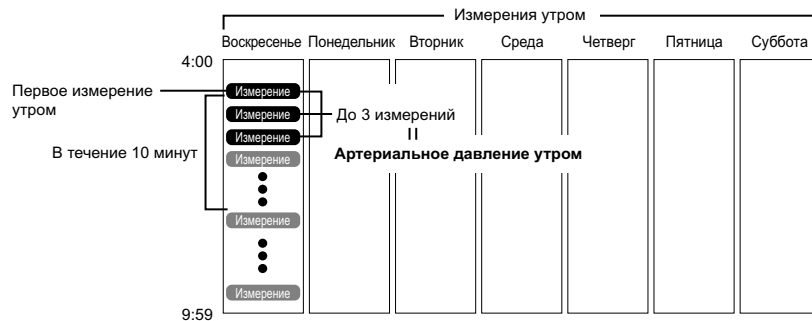 Измерения утром
Воскресенье Понедельник Вторник Среда Четверг Пятница Суббота
4:00
Первое измерение
утром
Измерение
Измерение
До 3 измерений
Измерение
В течение 10 минут
Артериальное давление утром
Измерение
Измерение
Измерение
9:59